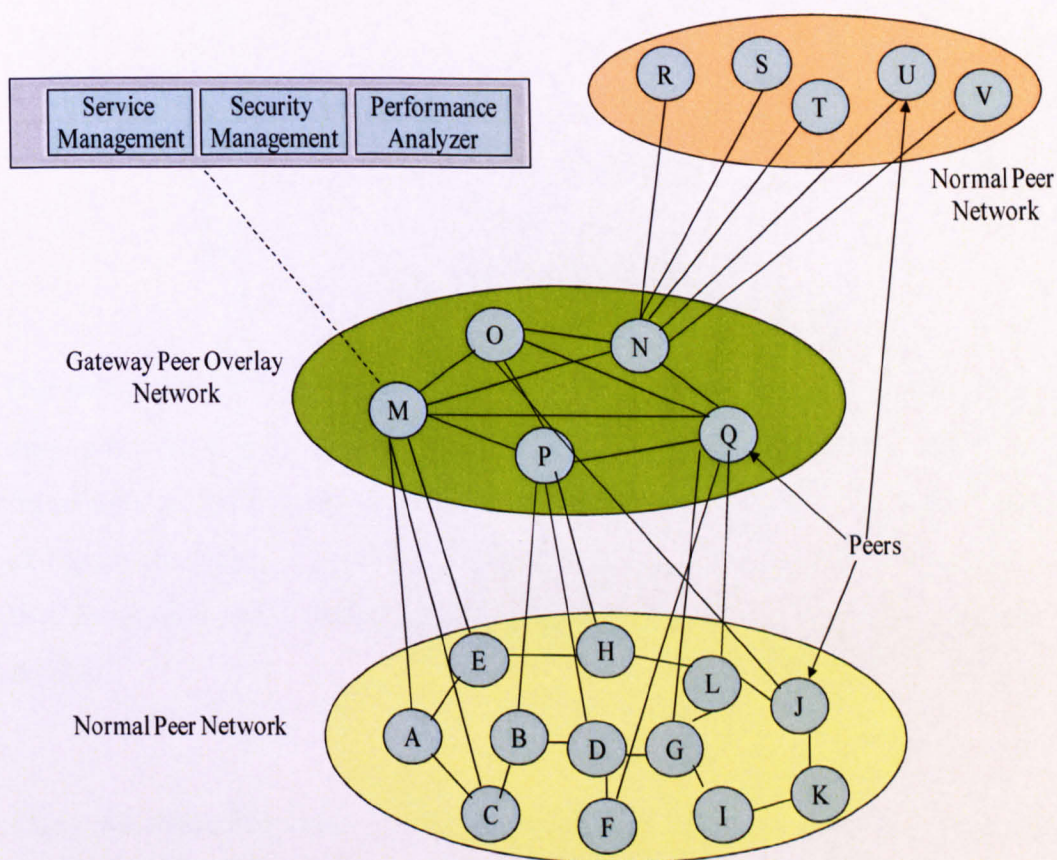 R
S
T
U
V
Service
Management
Security
Management
Performance
Analyzer
Normal Peer
Network
O
N
Gateway Peer Overlay
Network
M
P
Q
Peers
E
H
L
J
Normal Peer Network
A
B
D
G
C
F
I
K